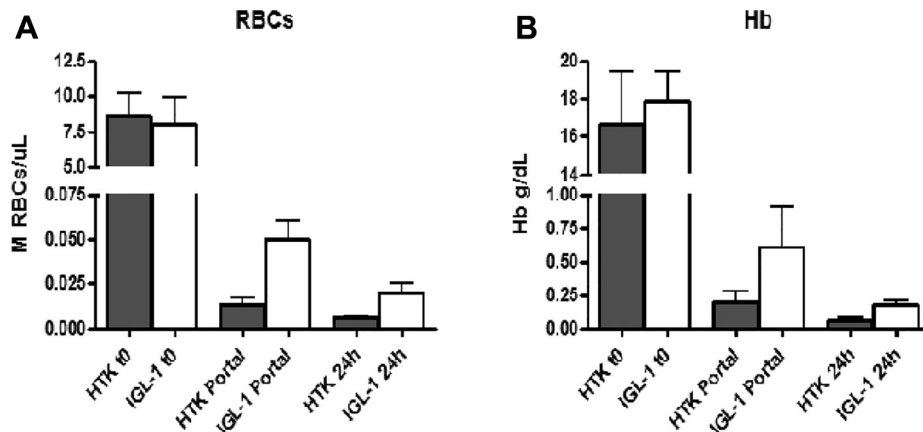 A
RBCs
M RBCs/uL
12.5
10.0
7.5
5.0
0.075
0.050
0.025
0.000
HTK t0
IGL-1 t0
HTK Portal
IGL-1 Portal
HTK 24h
IGL-1 24h
B
Hb
Hb g/dL
20
18
16
14
1.00
0.75
0.50
0.25
0.00
HTK t0
IGL-1 t0
HTK Portal
IGL-1 Portal
HTK 24h
IGL-1 24h